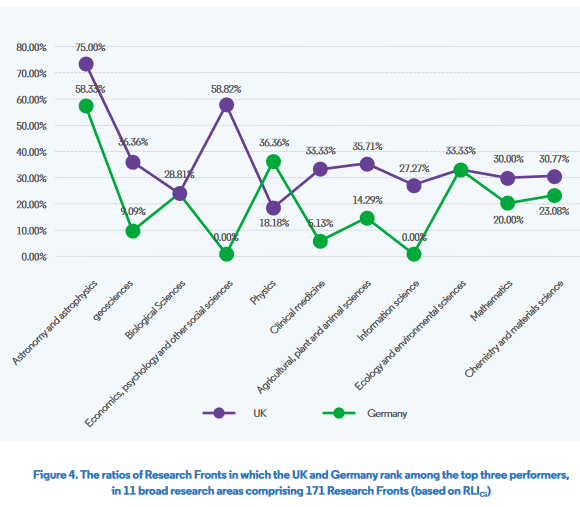 80.00%
70.00%
60.00%
50.00%
40.00%
30.00%
20.00%
10.00%
0.00%
75.00%
58.33%
36.36%
9.09%
28.81%
58.82%
0.00%
36.36%
18.18%
33.33%
5.13%
35.71%
14.29%
27.27%
0.00%
33.33%
30.00%
20.00%
30.77%
23.08%
Astronomy and astrophysics
geosciences
Biological Sciences
Economics, psychology and other social sciences
Physics
Clinical medicine
Agricultural, plant and animal sciences
Information science
Ecology and environmental sciences
Mathematics
Chemistry and materials science
UK
Germany
Figure 4. The ratios of Research Fronts in which the UK and Germany rank among the top three performers,
in 11 broad research areas comprising 171 Research Fronts (based on RLIci)